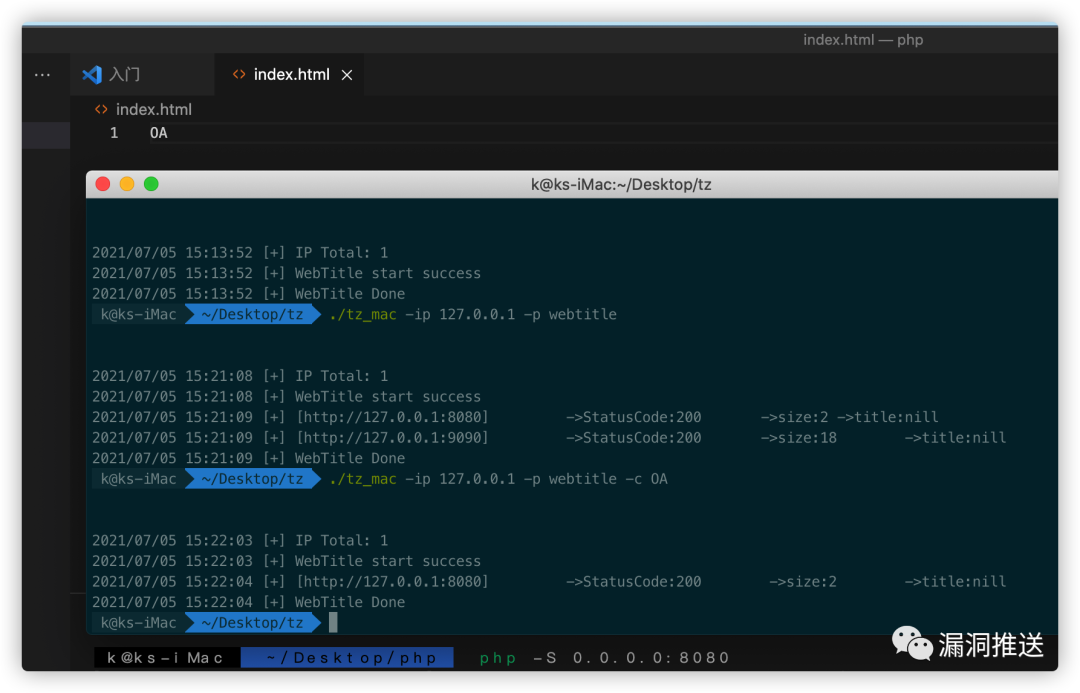 index.html — php
入门
index.html
index.html
1 OA
k@ks-iMac:~/Desktop/tz
2021/07/05 15:13:52 [+] IP Total: 1
2021/07/05 15:13:52 [+] WebTitle start success
2021/07/05 15:13:52 [+] WebTitle Done
k@ks-iMac ~/Desktop/tz ./tz_mac -ip 127.0.0.1 -p webtitle
2021/07/05 15:21:08 [+] IP Total: 1
2021/07/05 15:21:08 [+] WebTitle start success
2021/07/05 15:21:09 [+] [http://127.0.0.1:8080] ->StatusCode:200 ->size:2 ->title:nill
2021/07/05 15:21:09 [+] [http://127.0.0.1:9090] ->StatusCode:200 ->size:18 ->title:nill
2021/07/05 15:21:09 [+] WebTitle Done
k@ks-iMac ~/Desktop/tz ./tz_mac -ip 127.0.0.1 -p webtitle -c OA
2021/07/05 15:22:03 [+] IP Total: 1
2021/07/05 15:22:03 [+] WebTitle start success
2021/07/05 15:22:04 [+] [http://127.0.0.1:8080] ->StatusCode:200 ->size:2 ->title:nill
2021/07/05 15:22:04 [+] WebTitle Done
k@ks-iMac ~/Desktop/tz
k@ks-iMac ~/Desktop/php php -S 0.0.0.0:8080
漏洞推送